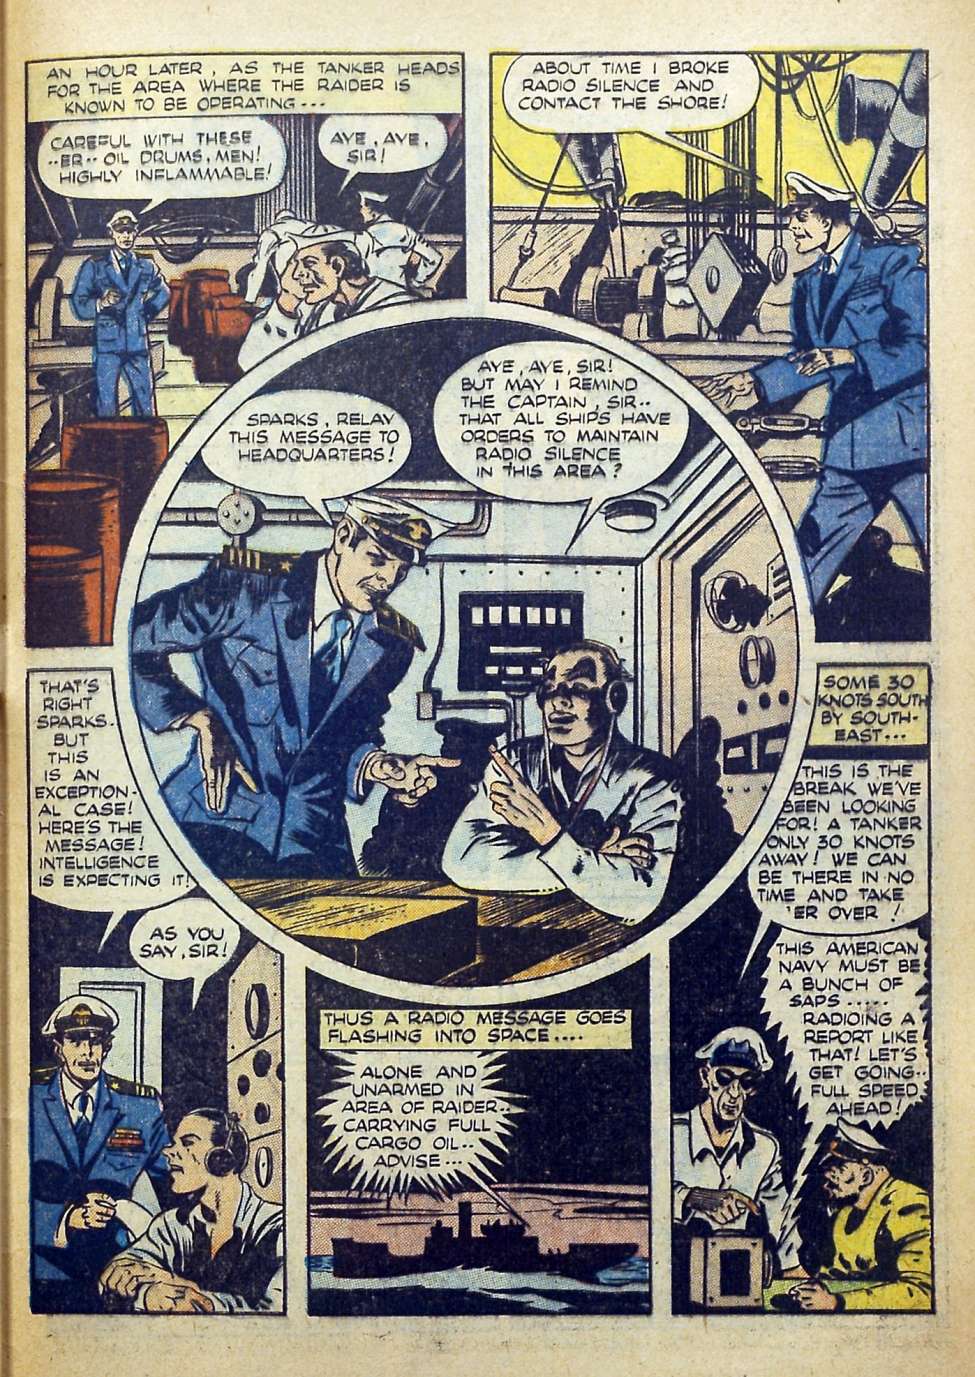 AN HOUR LATER, AS THE TANKER HEADS
FOR THE AREA WHERE THE RAIDER IS
KNOWN TO BE OPERATING---
CAREFUL WITH THESE
--ER-- OIL DRUMS, MEN!
HIGHLY INFLAMMABLE!
AYE, AYE,
SIR!
ABOUT TIME I BROKE
RADIO SILENCE AND
CONTACT THE SHORE!
SPARKS, RELAY
THIS MESSAGE TO
HEADQUARTERS!
AYE, AYE, SIR!
BUT MAY I REMIND
THE CAPTAIN, SIR--
THAT ALL SHIPS HAVE
ORDERS TO MAINTAIN
RADIO SILENCE
IN THIS AREA?
THAT'S
RIGHT
SPARKS.
BUT
THIS
IS AN
EXCEPTION-
AL CASE!
HERE'S THE
MESSAGE!
INTELLIGENCE
IS EXPECTING IT!
AS YOU
SAY, SIR!
THUS A RADIO MESSAGE GOES
FLASHING INTO SPACE....
ALONE AND
UNARMED IN
AREA OF RAIDER--
CARRYING FULL
CARGO OIL--
ADVISE---
SOME 30
KNOTS SOUTH
BY SOUTH-
EAST---
THIS IS THE
BREAK WE'VE
BEEN LOOKING
FOR! A TANKER
ONLY 30 KNOTS
AWAY! WE CAN
BE THERE IN NO
TIME AND TAKE
'ER OVER!
THIS AMERICAN
NAVY MUST BE
A BUNCH OF
SAPS.....
RADIOING A
REPORT LIKE
THAT! LET'S
GET GOING--
FULL SPEED
AHEAD!